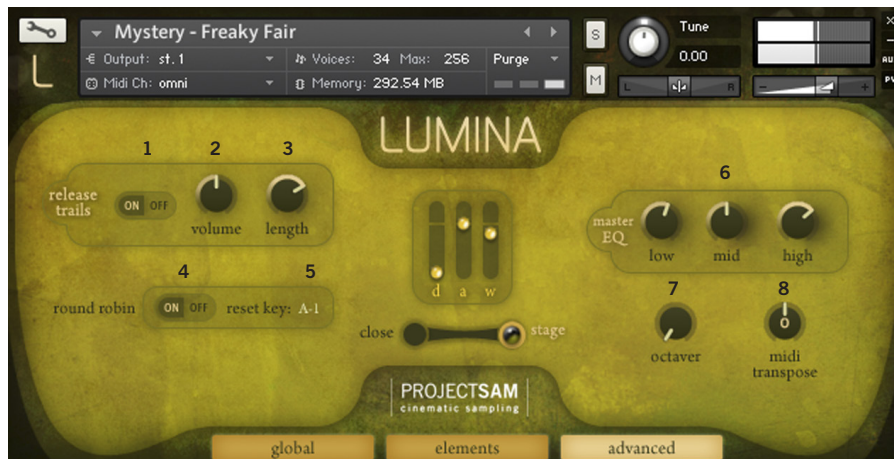 Mystery - Freaky Fair
Output: st. 1
Voices: 34 Max: 256
Purge
Midi Ch: omni
Memory: 292.54 MB
S
M
Tune
0.00
L R
- +
×
AU
PV
L
LUMINA
1 2 3
release
trails
ON OFF
volume
length
4 5
round robin
ON OFF
reset key: A-1
d a w
close
stage
6
master
EQ
low
mid
high
7 8
octaver
0
midi
transpose
PROJECTSAM
cinematic sampling
global
elements
advanced